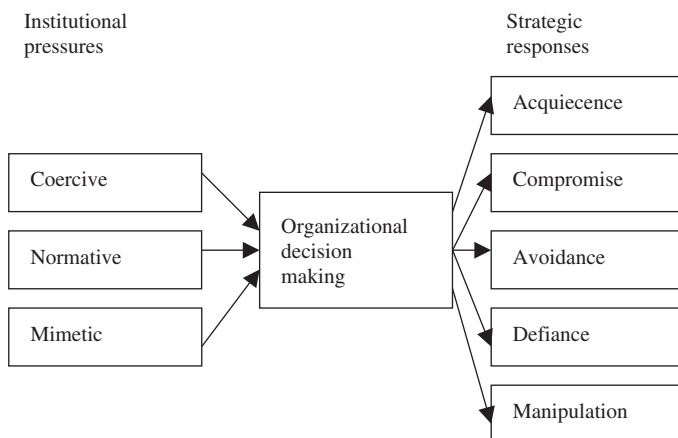 Institutional
pressures
Strategic
responses
Acquiecence
Coercive
Compromise
Organizational
decision
making
Normative
Avoidance
Mimetic
Defiance
Manipulation